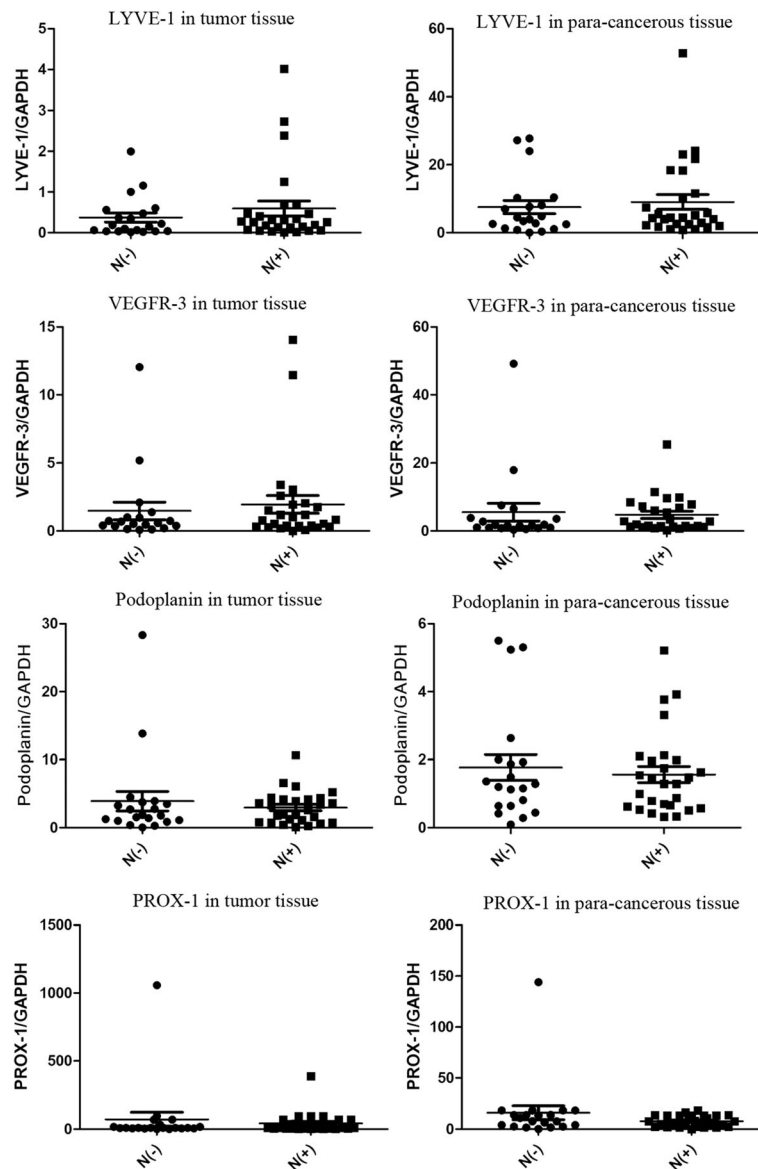 LYVE-1 in tumor tissue
LYVE-1/GAPDH
5
4
3
2
1
0
N(-)
N(+)
LYVE-1 in para-cancerous tissue
LYVE-1/GAPDH
60
40
20
0
N(-)
N(+)
VEGFR-3 in tumor tissue
VEGFR-3/GAPDH
15
10
5
0
N(-)
N(+)
VEGFR-3 in para-cancerous tissue
VEGFR-3/GAPDH
60
40
20
0
N(-)
N(+)
Podoplanin in tumor tissue
Podoplanin/GAPDH
30
20
10
0
N(-)
N(+)
Podoplanin in para-cancerous tissue
Podoplanin/GAPDH
6
4
2
0
N(-)
N(+)
PROX-1 in tumor tissue
PROX-1/GAPDH
1500
1000
500
0
N(-)
N(+)
PROX-1 in para-cancerous tissue
PROX-1/GAPDH
200
150
100
50
0
N(-)
N(+)